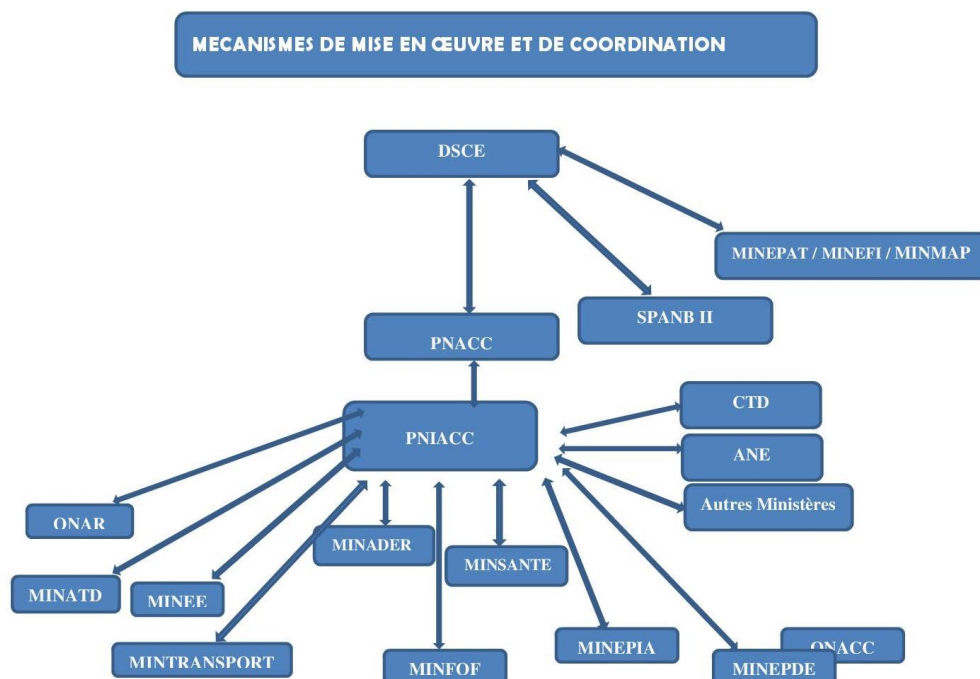 MECANISMES DE MISE EN ŒUVRE ET DE COORDINATION
DSCE
MINEPAT / MINEFI / MINMAP
SPANB II
PNACC
CTD
PNIACC
ANE
Autres Ministères
ONAR
MINADER
MINSANTE
MINATD
MINEE
MINTRANSPORT
MINFOF
MINEPIA
ONACC
MINEPDE